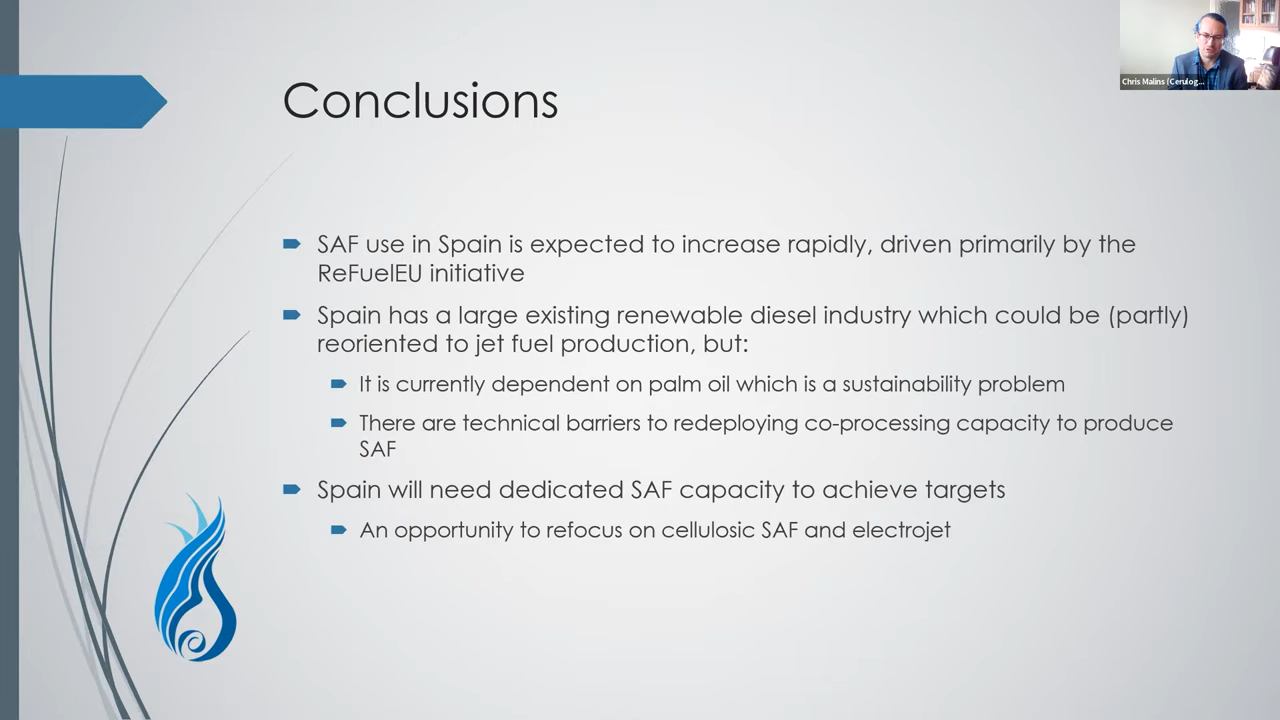 Chris Malins (Cerulog...
Conclusions
SAF use in Spain is expected to increase rapidly, driven primarily by the
ReFuelEU initiative
Spain has a large existing renewable diesel industry which could be (partly)
reoriented to jet fuel production, but:
It is currently dependent on palm oil which is a sustainability problem
There are technical barriers to redeploying co-processing capacity to produce
SAF
Spain will need dedicated SAF capacity to achieve targets
An opportunity to refocus on cellulosic SAF and electrojet